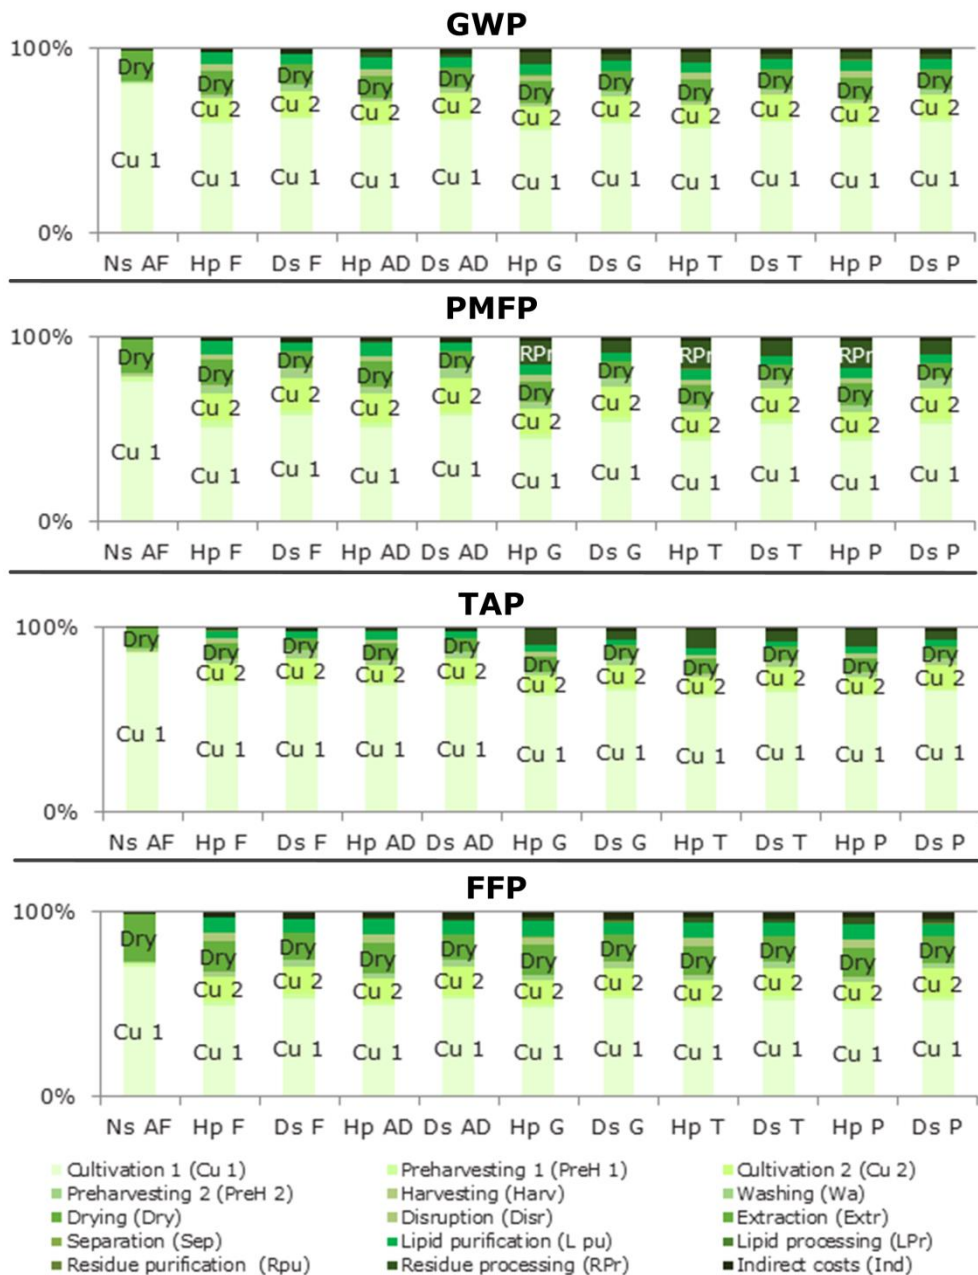 GWP
100%
Dry Dry Dry Dry Dry Dry Dry Dry Dry Dry Dry
Cu 2 Cu 2 Cu 2 Cu 2 Cu 2 Cu 2 Cu 2 Cu 2 Cu 2 Cu 2
Cu 1 Cu 1 Cu 1 Cu 1 Cu 1 Cu 1 Cu 1 Cu 1 Cu 1 Cu 1 Cu 1
0%
Ns AF Hp F Ds F Hp AD Ds AD Hp G Ds G Hp T Ds T Hp P Ds P
PMFP
100%
RPr RPr RPr
Dry Dry Dry Dry Dry Dry Dry Dry Dry Dry Dry
Cu 2 Cu 2 Cu 2 Cu 2 Cu 2 Cu 2 Cu 2 Cu 2 Cu 2 Cu 2
Cu 1 Cu 1 Cu 1 Cu 1 Cu 1 Cu 1 Cu 1 Cu 1 Cu 1 Cu 1 Cu 1
0%
Ns AF Hp F Ds F Hp AD Ds AD Hp G Ds G Hp T Ds T Hp P Ds P
TAP
100%
Dry Dry Dry Dry Dry Dry Dry Dry Dry Dry Dry
Cu 2 Cu 2 Cu 2 Cu 2 Cu 2 Cu 2 Cu 2 Cu 2 Cu 2 Cu 2
Cu 1 Cu 1 Cu 1 Cu 1 Cu 1 Cu 1 Cu 1 Cu 1 Cu 1 Cu 1 Cu 1
0%
Ns AF Hp F Ds F Hp AD Ds AD Hp G Ds G Hp T Ds T Hp P Ds P
FFP
100%
Dry Dry Dry Dry Dry Dry Dry Dry Dry Dry Dry
Cu 2 Cu 2 Cu 2 Cu 2 Cu 2 Cu 2 Cu 2 Cu 2 Cu 2 Cu 2
Cu 1 Cu 1 Cu 1 Cu 1 Cu 1 Cu 1 Cu 1 Cu 1 Cu 1 Cu 1 Cu 1
0%
Ns AF Hp F Ds F Hp AD Ds AD Hp G Ds G Hp T Ds T Hp P Ds P
Cultivation 1 (Cu 1) Preharvesting 1 (PreH 1) Cultivation 2 (Cu 2)
Preharvesting 2 (PreH 2) Harvesting (Harv) Washing (Wa)
Drying (Dry) Disruption (Disr) Extraction (Extr)
Separation (Sep) Lipid purification (L pu) Lipid processing (LPr)
Residue purification (Rpu) Residue processing (RPr) Indirect costs (Ind)